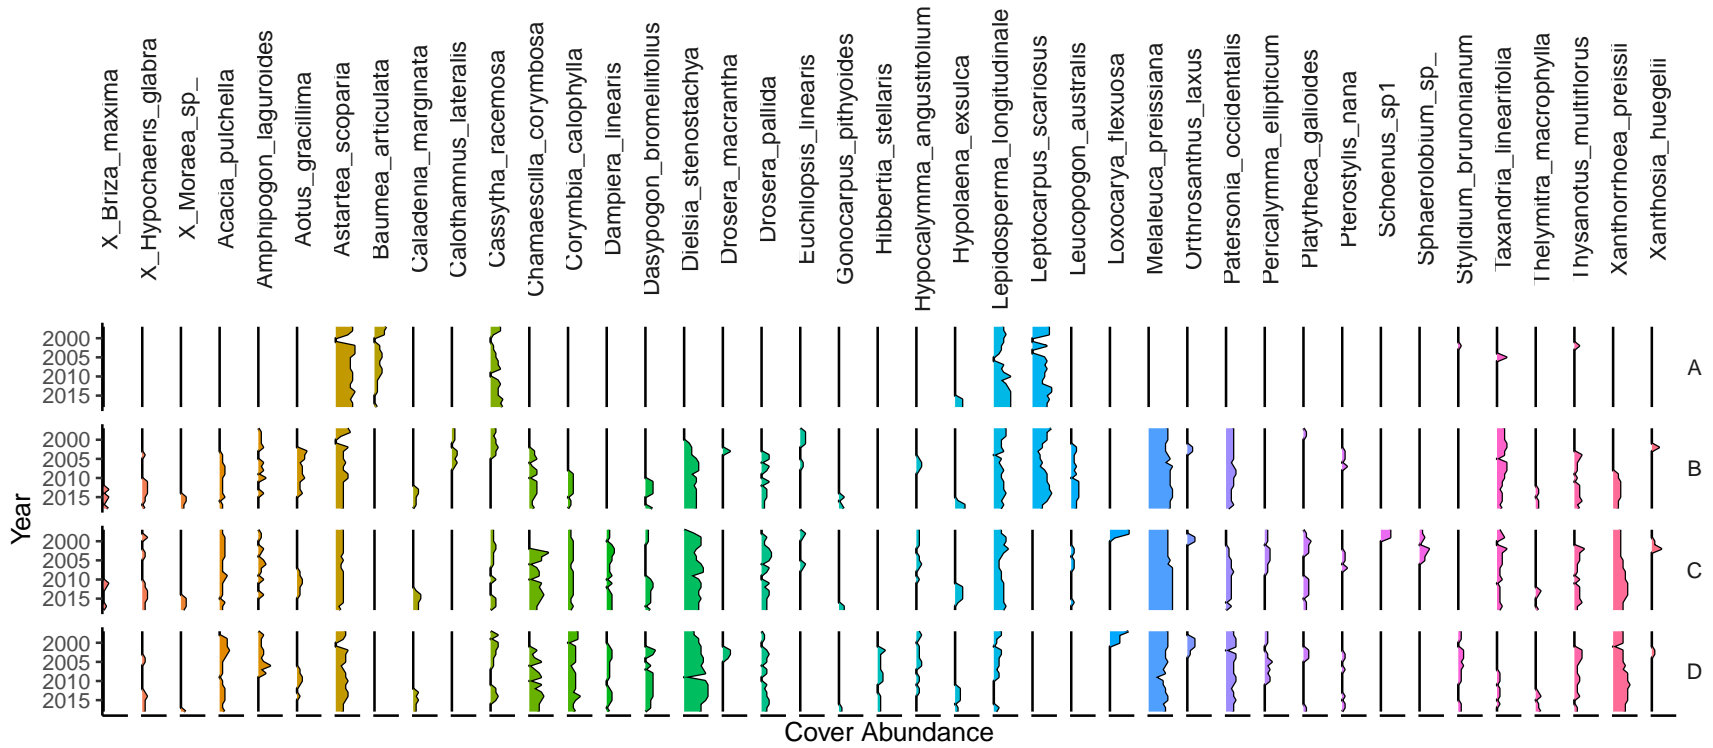 X_Briza_maxima
X_Hypochaeris_glabra
X_Moraea_sp_
Acacia_pulchella
Amphipogon_laguroides
Aotus_gracillima
Astartea_scoparia
Baumea_articulata
Caladenia_marginata
Calothamnus_lateralis
Cassytha_racemosa
Chamaescilla_corymbosa
Corymbia_calophylla
Dampiera_linearis
Dasypogon_bromeliifolius
Dielsia_stenostachya
Drosera_macrantha
Drosera_pallida
Euchilopsis_linearis
Gonocarpus_pithyoides
Hibbertia_stellaris
Hypocalymma_angustifolium
Hypolaena_exsulca
Lepidosperma_longitudinale
Leptocarpus_scariosus
Leucopogon_australis
Loxocarya_flexuosa
Melaleuca_preissiana
Orthrosanthus_laxus
Patersonia_occidentalis
Pericalymma_ellipticum
Platytheca_galioides
Pterostylis_nana
Schoenus_sp1
Sphaerolobium_sp_
Stylidium_brunonianum
Taxandria_linearifolia
Thelymitra_macrophylla
Thysanotus_multiflorus
Xanthorrhoea_preissii
Xanthosia_huegelii
2000
2005
2010
2015
A
2000
2005
2010
2015
B
Year
2000
2005
2010
2015
C
2000
2005
2010
2015
D
Cover Abundance